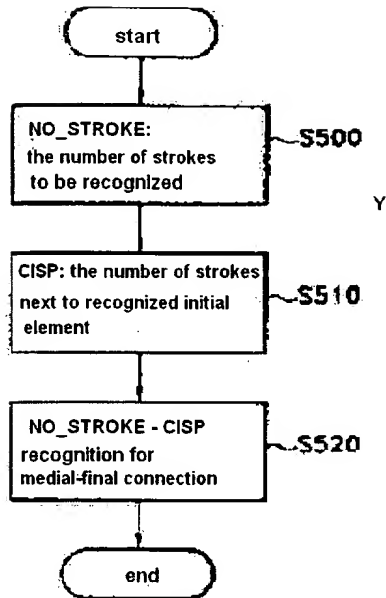 start
NO_STROKE:
the number of strokes
to be recognized
S500
Y
CISP: the number of strokes
next to recognized initial
element
S510
NO_STROKE - CISP
recognition for
medial-final connection
S520
end